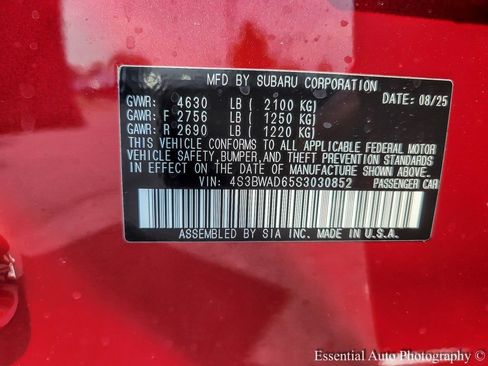 MFD BY SUBARU CORPORATION
DATE: 08/25
GVWR: 4630 LB ( 2100 KG)
GAWR: F 2756 LB ( 1250 KG)
GAWR: R 2690 LB ( 1220 KG)
THIS VEHICLE CONFORMS TO ALL APPLICABLE FEDERAL MOTOR
VEHICLE SAFETY, BUMPER, AND THEFT PREVENTION STANDARDS
IN EFFECT ON THE DATE OF MANUFACTURE SHOWN ABOVE.
VIN: 4S3BWAD65S3030852 PASSENGER CAR
ASSEMBLED BY SIA INC. MADE IN U.S.A.
Essential Auto Photography.com